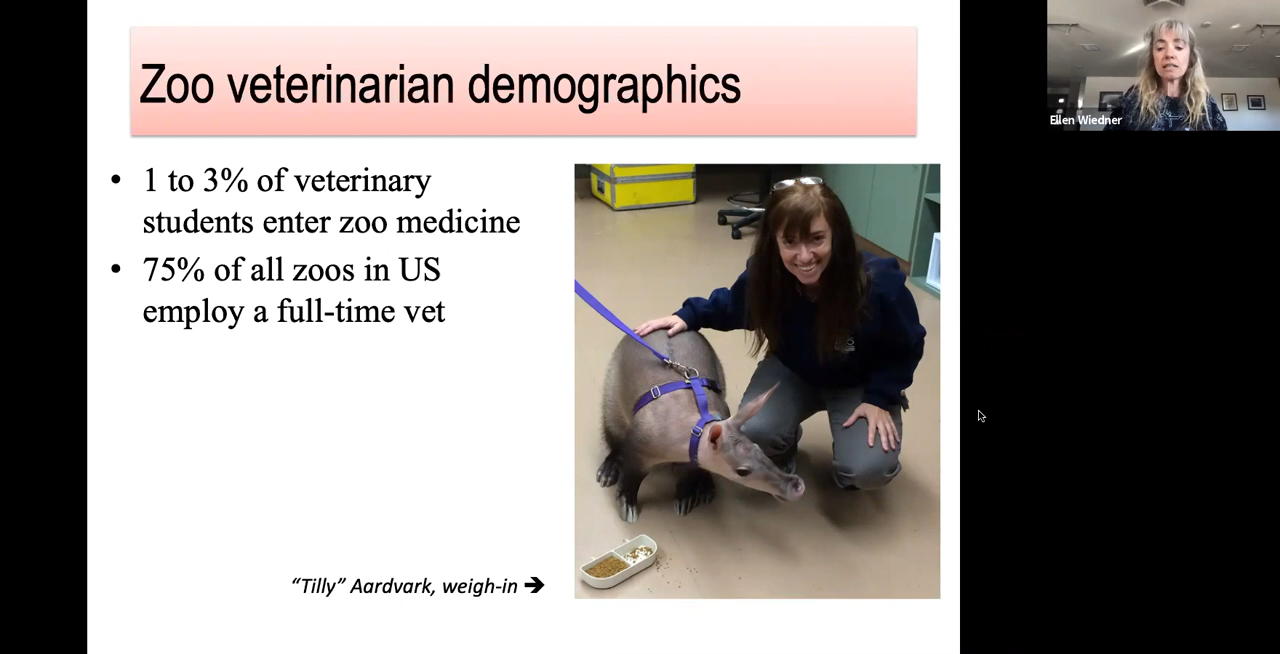 Zoo veterinarian demographics
Ellen Wiedner
• 1 to 3% of veterinary
students enter zoo medicine
• 75% of all zoos in US
employ a full-time vet
“Tilly” Aardvark, weigh-in ➔